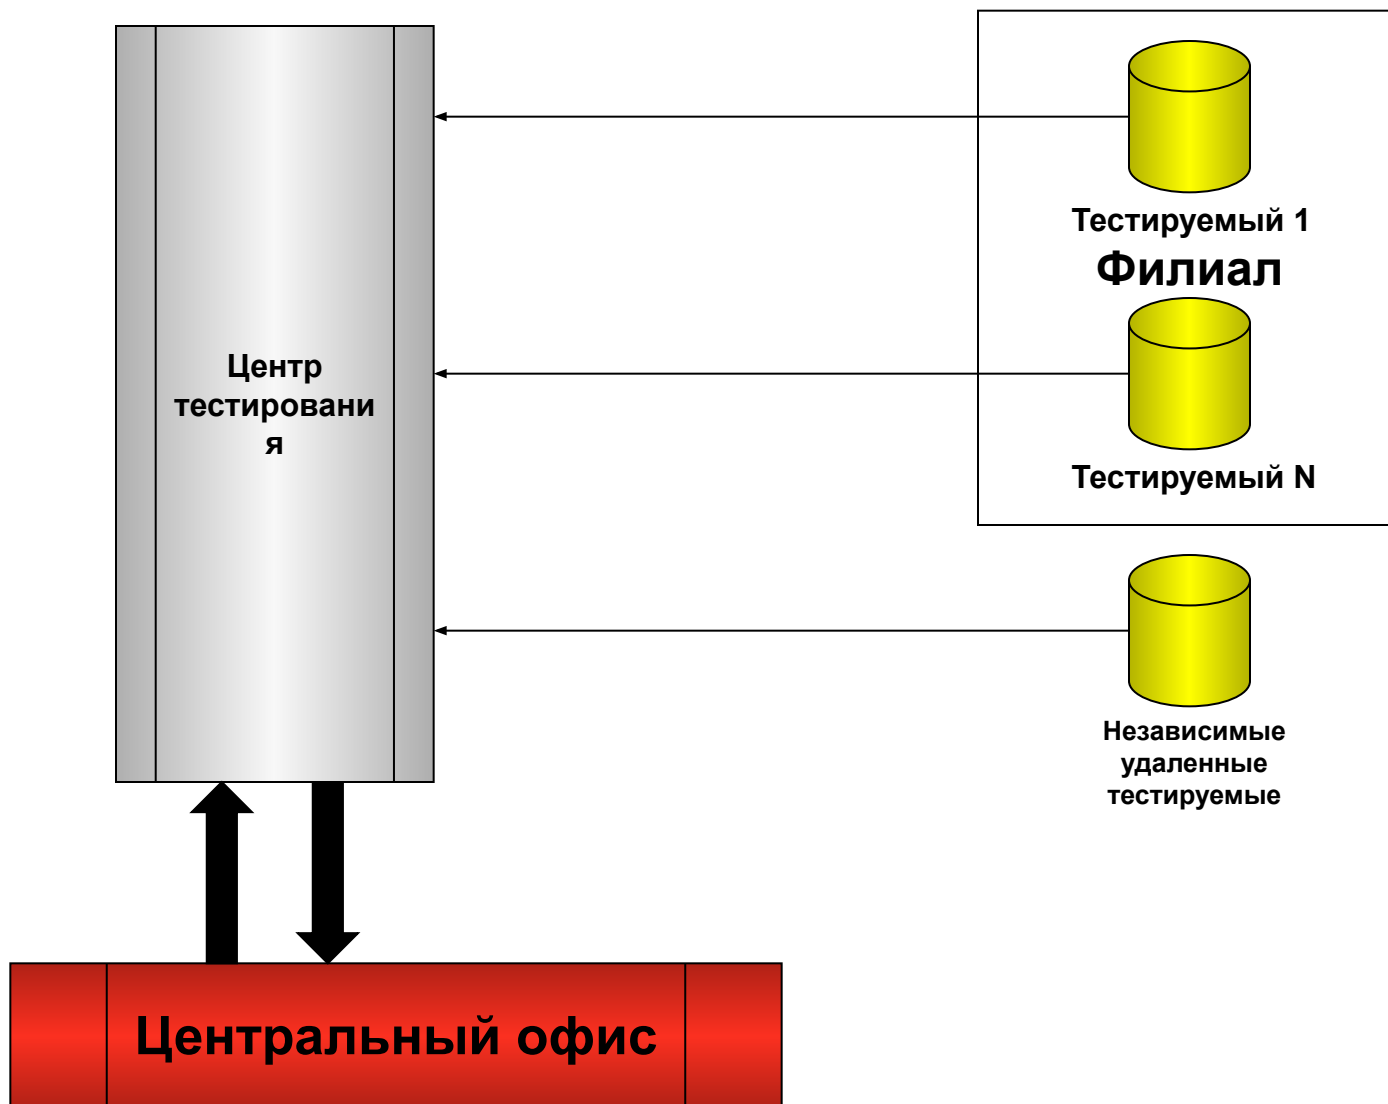 Тестируемый 1
Филиал
Центр
тестировани
я
Тестируемый N
Независимые
удаленные
тестируемые
Центральный офис